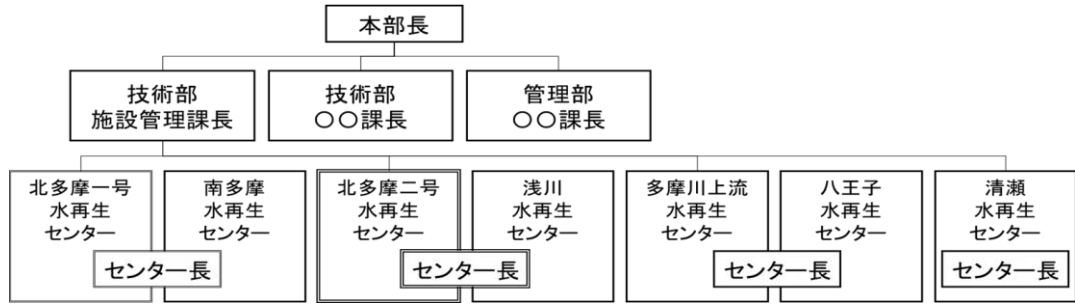 本部長
技術部
施設管理課長
技術部
〇〇課長
管理部
〇〇課長
北多摩一号
水再生
センター
南多摩
水再生
センター
センター長
北多摩二号
水再生
センター
浅川
水再生
センター
センター長
多摩川上流
水再生
センター
八王子
水再生
センター
センター長
清瀬
水再生
センター
センター長